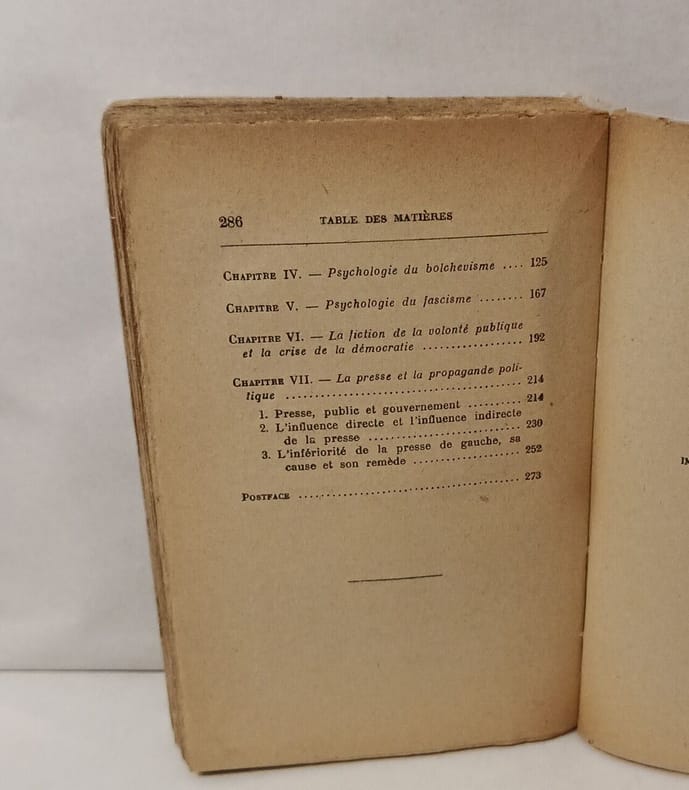 286 TABLE DES MATIÈRES
CHAPITRE IV. — Psychologie du bolchevisme .... 125
CHAPITRE V. — Psychologie du fascisme ........ 167
CHAPITRE VI. — La fiction de la volonté publique
et la crise de la démocratie .................. 192
CHAPITRE VII. — La presse et la propagande poli-
tique ........................................... 214
1. Presse, public et gouvernement .......... 214
2. L'influence directe et l'influence indirecte
de la presse ........................... 230
3. L'infériorité de la presse de gauche, sa
cause et son remède .................. 252
POSTFACE .......................................... 273